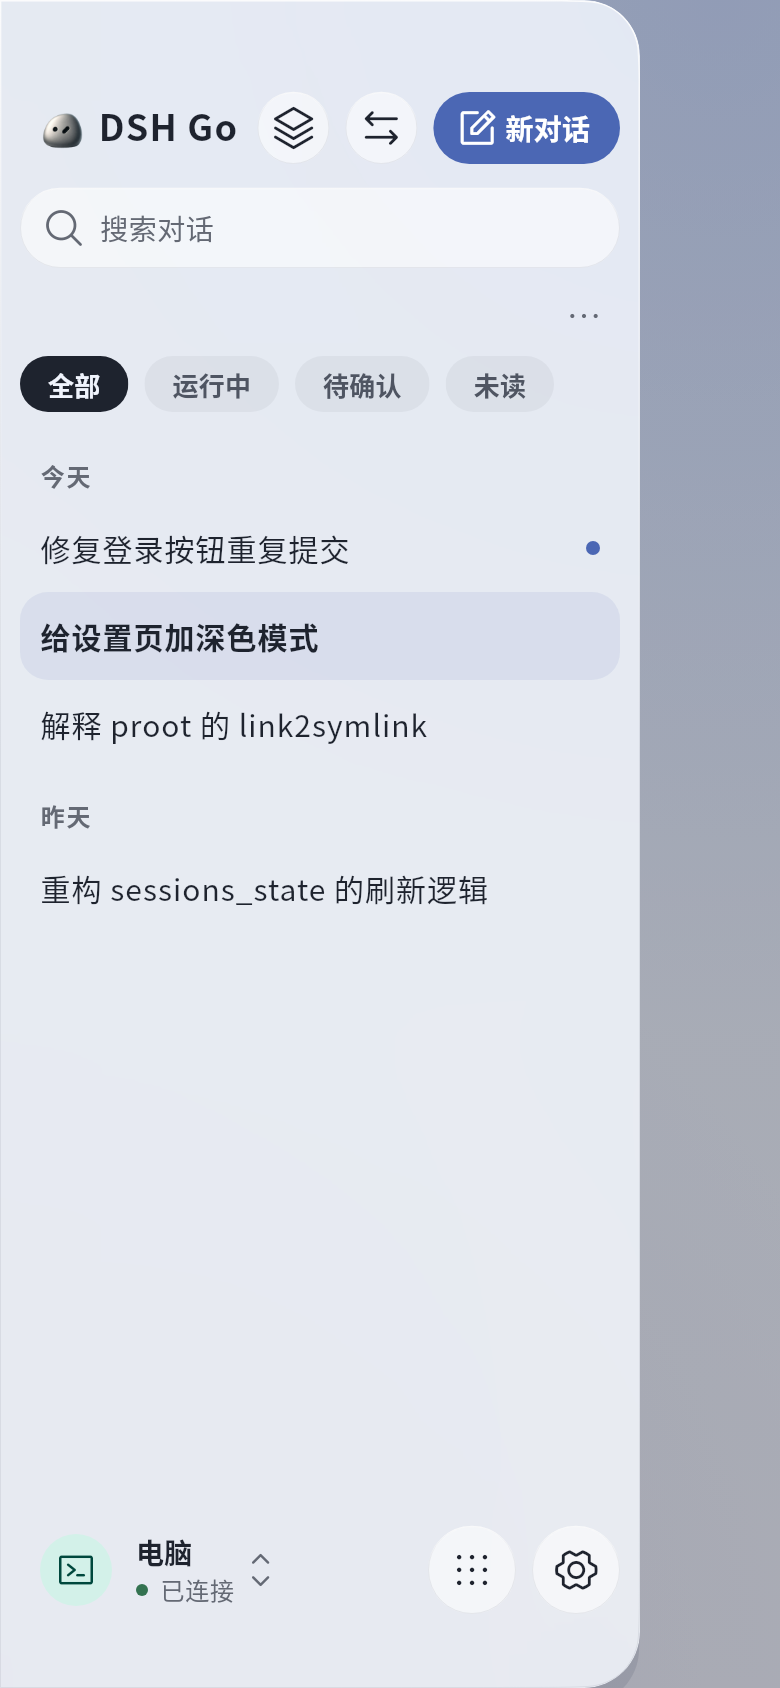 DSH Go
新对话
搜索对话
全部 运行中 待确认 未读
今天
修复登录按钮重复提交
给设置页加深色模式
解释 proot 的 link2symlink
昨天
重构 sessions_state 的刷新逻辑
电脑
已连接